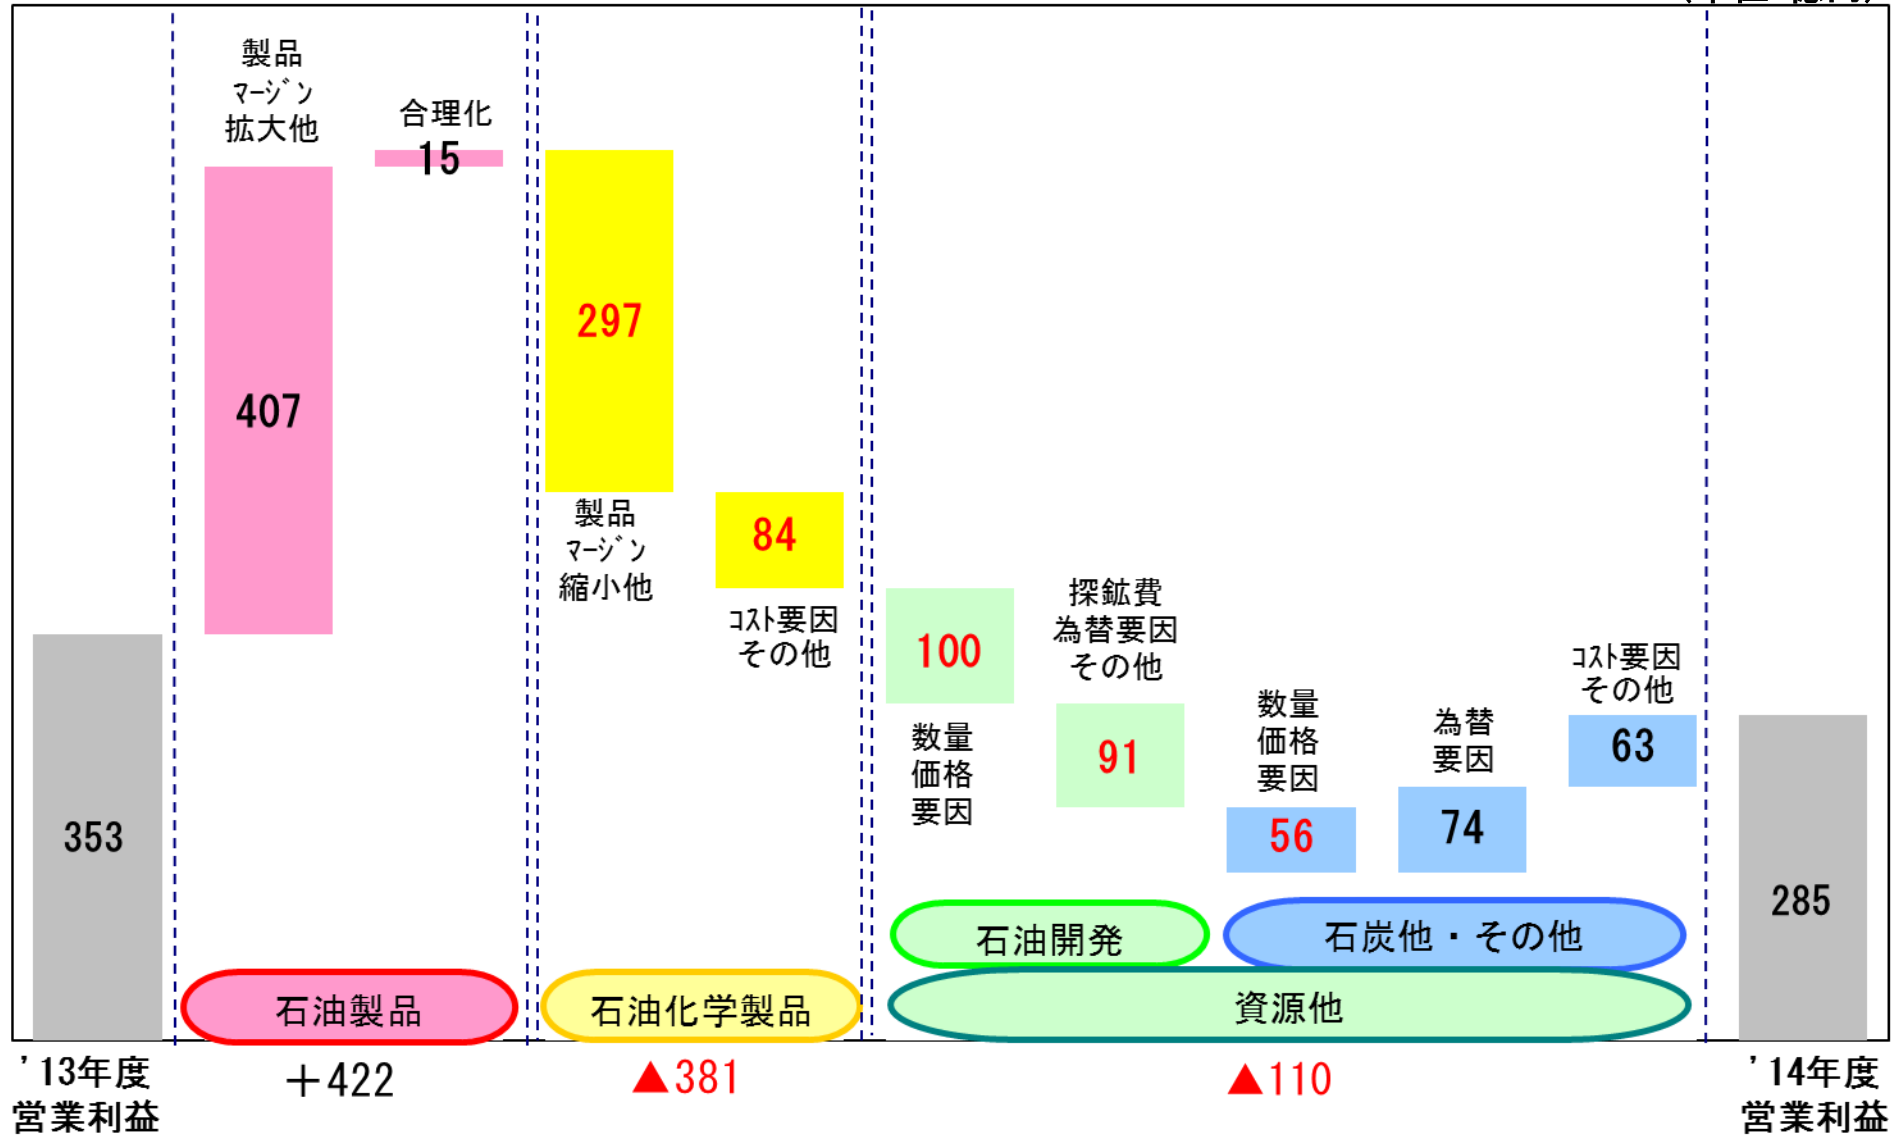 製品
ﾏｰｼﾞﾝ
拡大他
合理化
15
407
297
製品
ﾏｰｼﾞﾝ
縮小他
84
ｺｽﾄ要因
その他
100
数量
価格
要因
探鉱費
為替要因
その他
91
数量
価格
要因
56
為替
要因
74
ｺｽﾄ要因
その他
63
353
285
石油開発
石炭他・その他
石油製品
石油化学製品
資源他
'13年度
営業利益
＋422
▲381
▲110
'14年度
営業利益